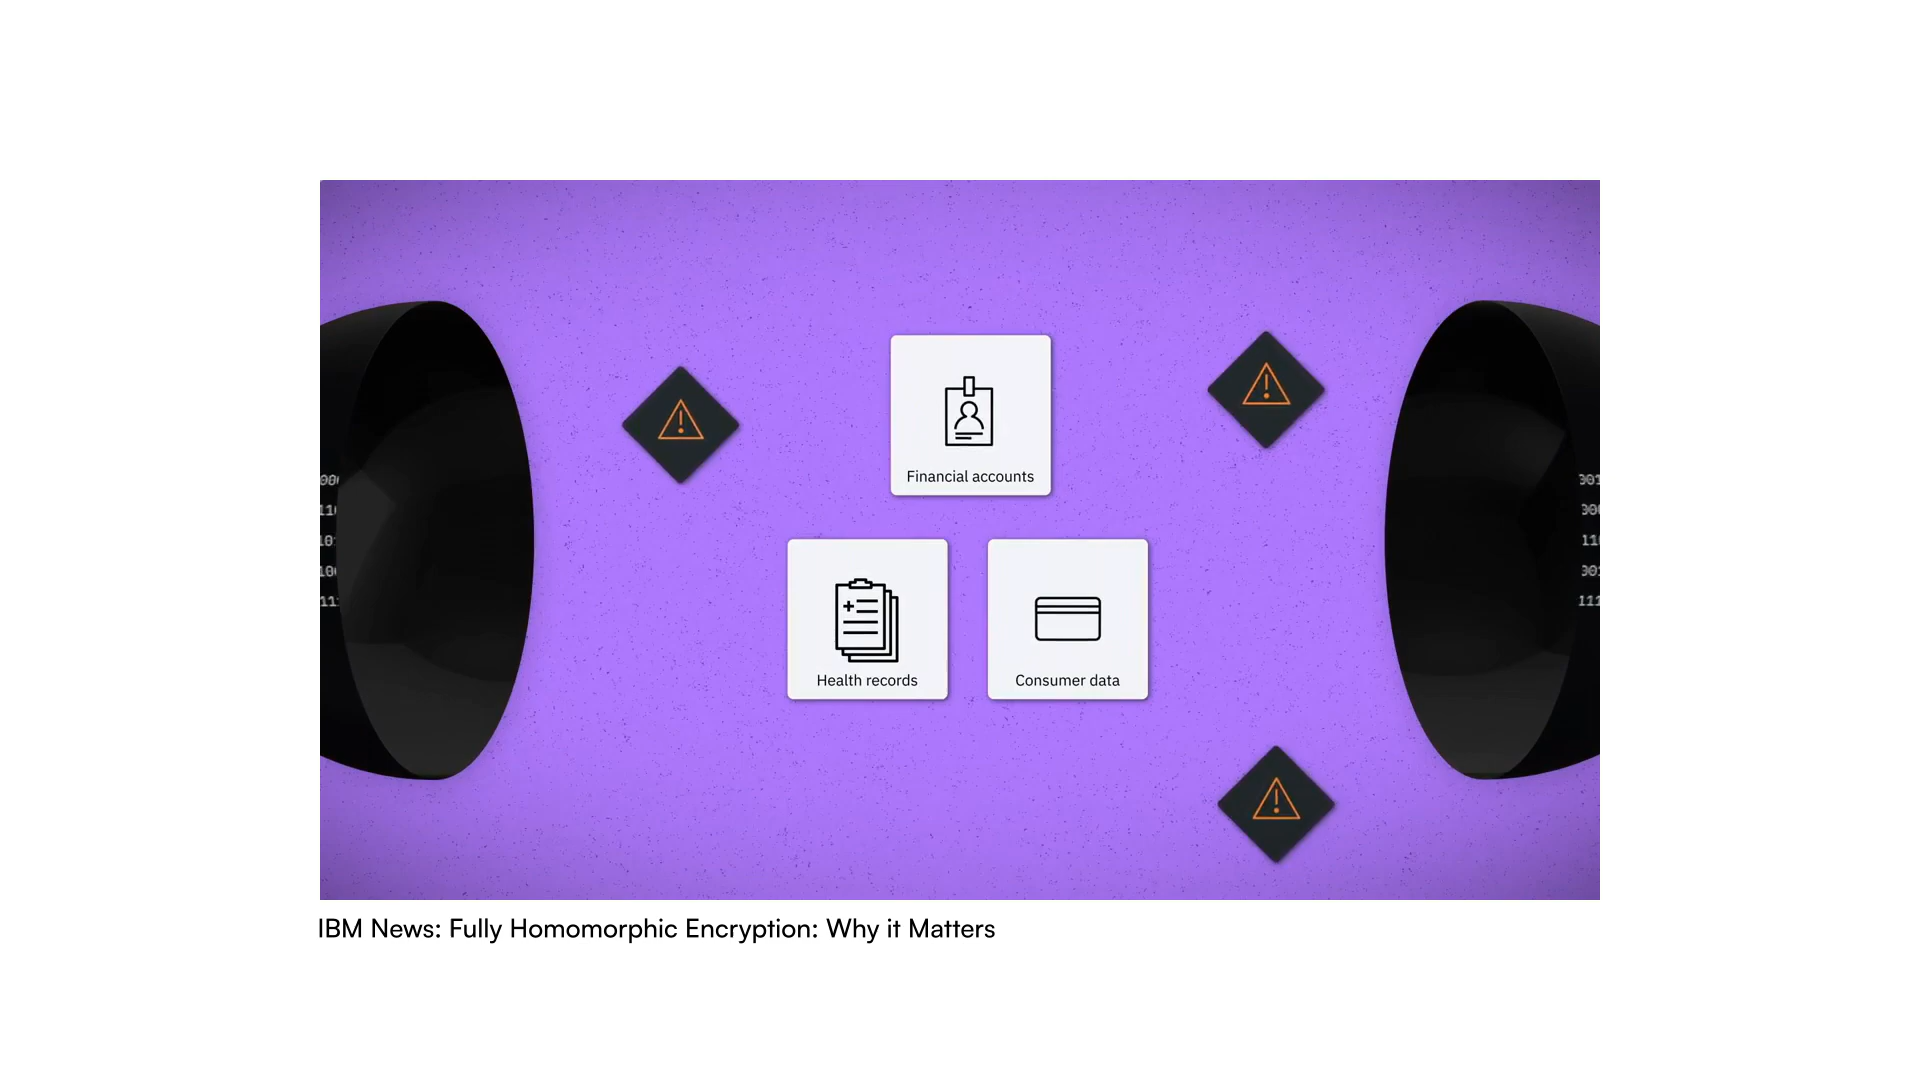 Financial accounts
Health records
Consumer data
IBM News: Fully Homomorphic Encryption: Why it Matters